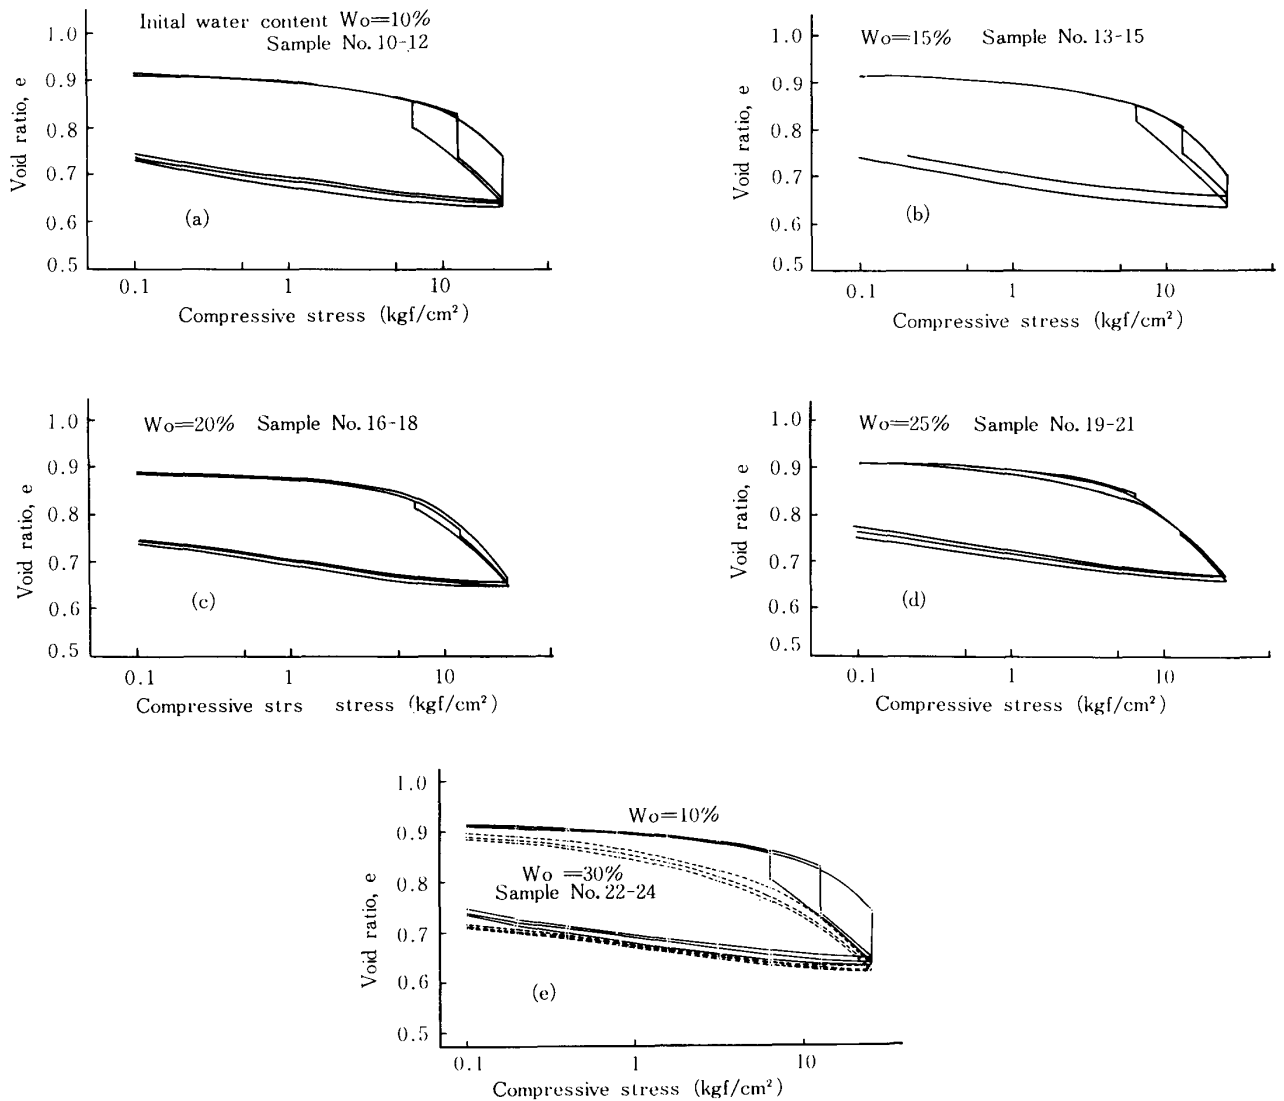 Inital water content Wo=10%
Sample No. 10-12
1.0
0.9
0.8
0.7
0.6
0.5
Void ratio, e
(a)
0.1 1 10
Compressive stress (kgf/cm²)
Wo=15% Sample No. 13-15
1.0
0.9
0.8
0.7
0.6
0.5
Void ratio, e
(b)
0.1 1 10
Compressive stress (kgf/cm²)
Wo=20% Sample No. 16-18
1.0
0.9
0.8
0.7
0.6
0.5
Void ratio, e
(c)
0.1 1 10
Compressive strs stress (kgf/cm²)
Wo=25% Sample No. 19-21
1.0
0.9
0.8
0.7
0.6
0.5
Void ratio, e
(d)
0.1 1 10
Compressive stress (kgf/cm²)
1.0
0.9
0.8
0.7
0.6
0.5
Void ratio, e
Wo=10%
Wo =30%
Sample No. 22-24
(e)
0.1 1 10
Compressive stress (kgf/cm²)